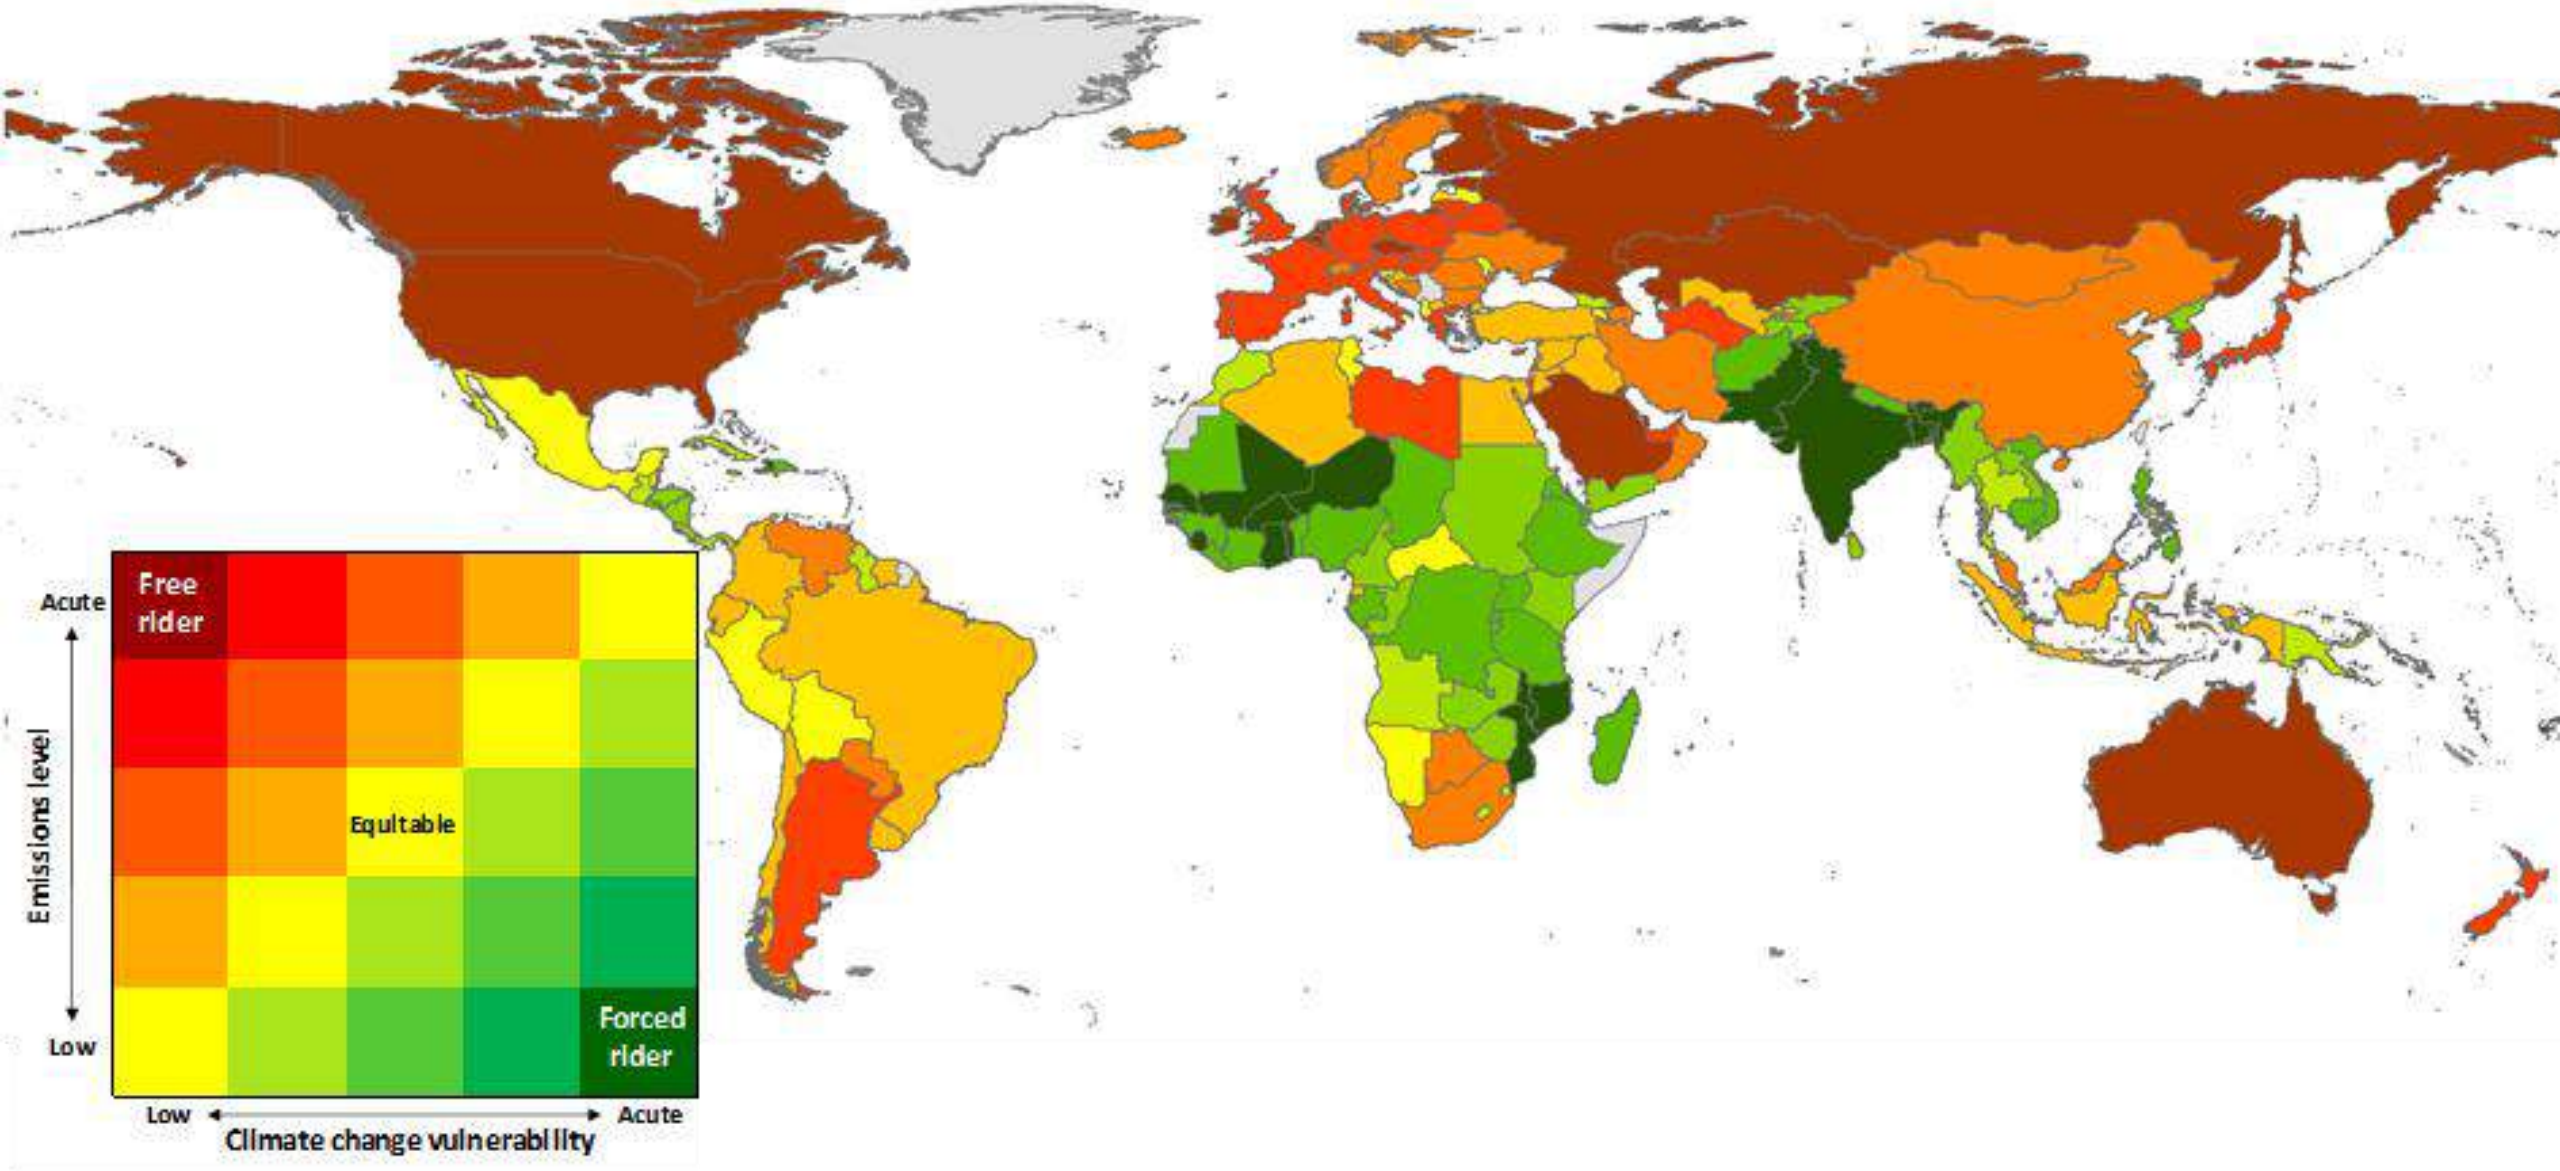 Free
rider
Acute
Emissions level
Equitable
Forced
rider
Low
Low
Acute
Climate change vulnerability